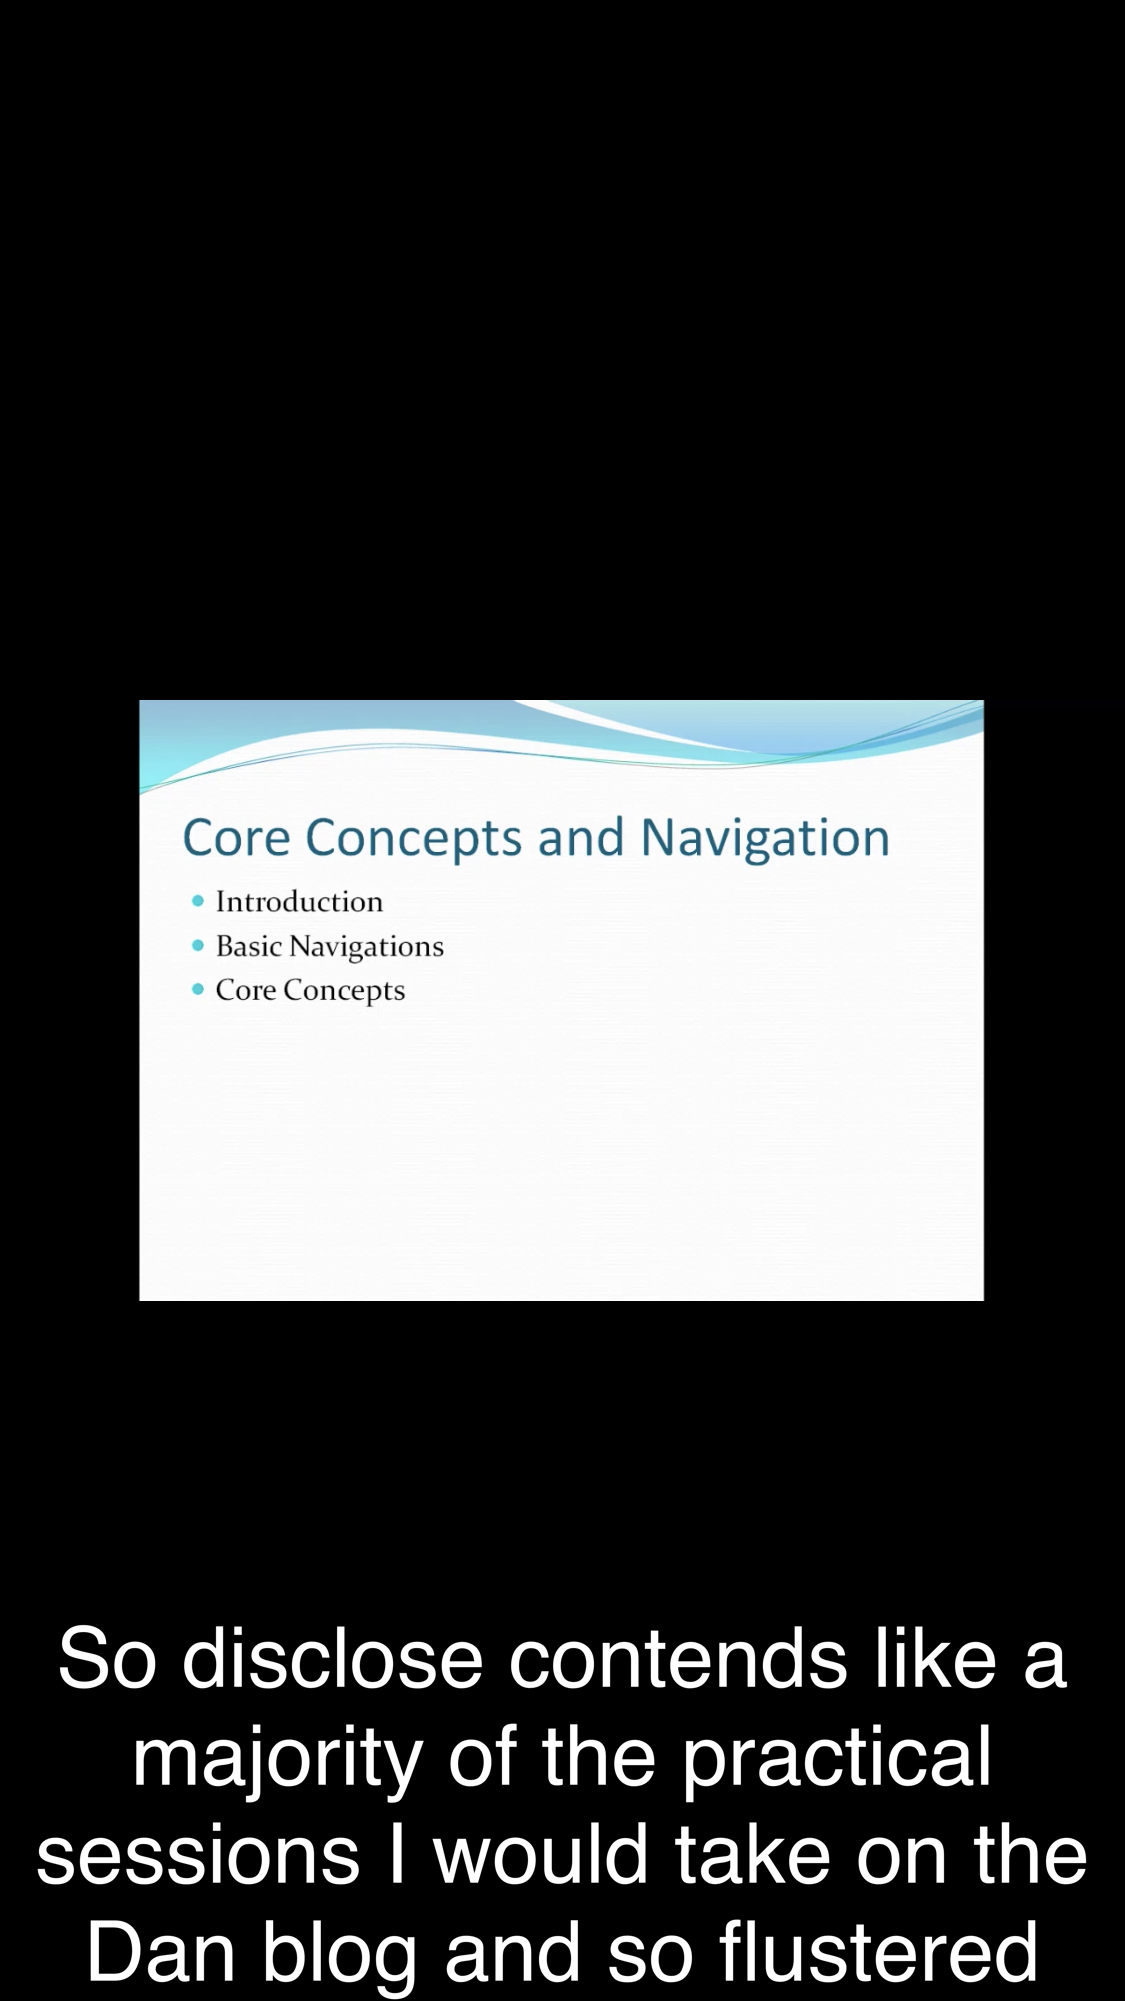 Core Concepts and Navigation
Introduction
Basic Navigations
Core Concepts
So disclose contends like a
majority of the practical
sessions I would take on the
Dan blog and so flustered